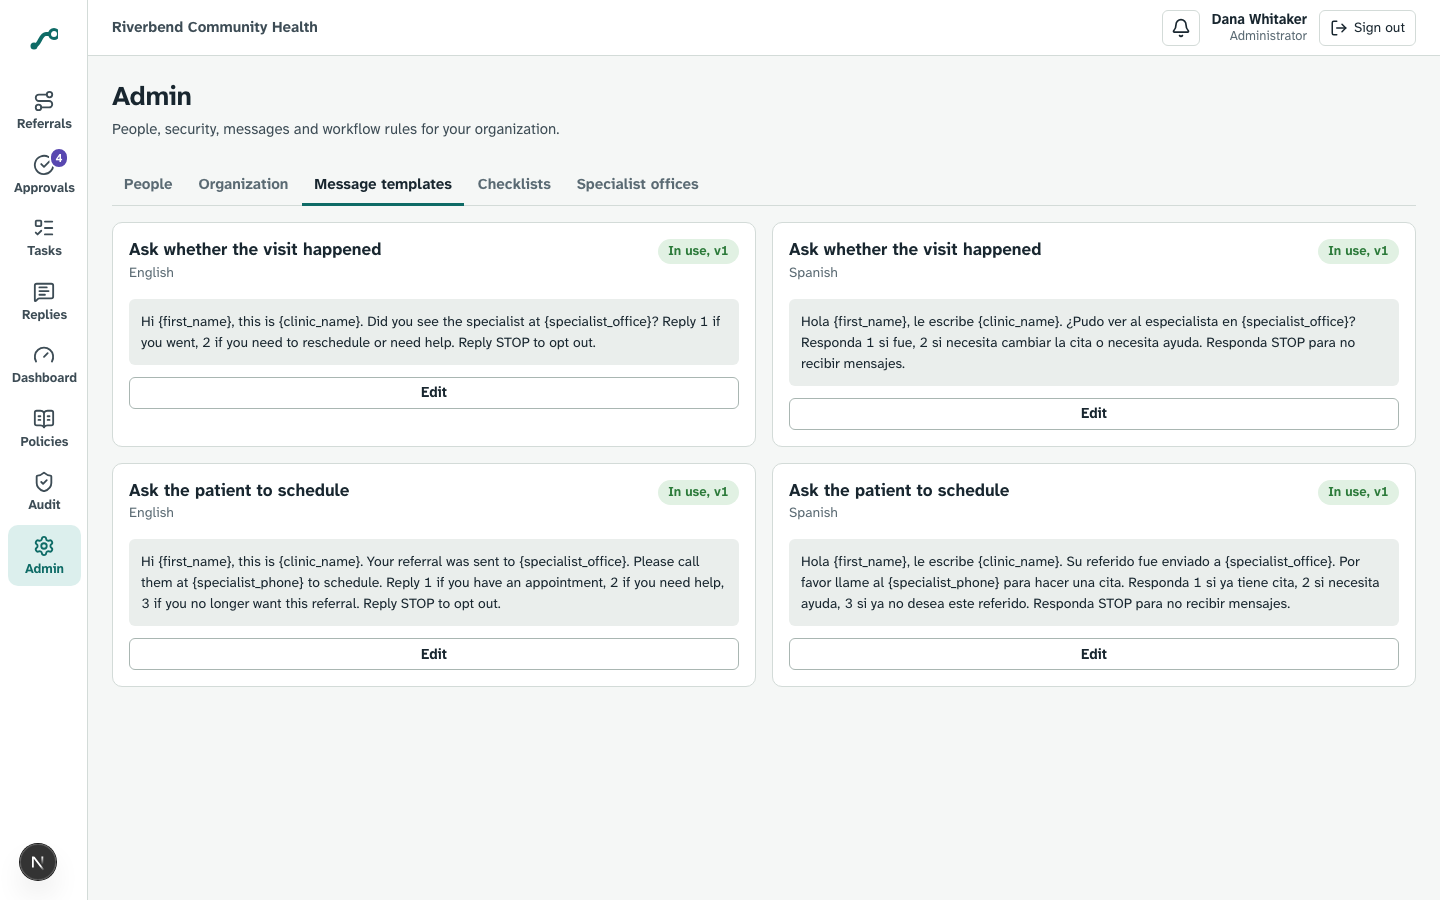 Riverbend Community Health
Dana Whitaker
Administrator
Sign out
Referrals
4
Approvals
Tasks
Replies
Dashboard
Policies
Audit
Admin
N
Admin
People, security, messages and workflow rules for your organization.
People
Organization
Message templates
Checklists
Specialist offices
Ask whether the visit happened
In use, v1
English
Hi {first_name}, this is {clinic_name}. Did you see the specialist at {specialist_office}? Reply 1 if
you went, 2 if you need to reschedule or need help. Reply STOP to opt out.
Edit
Ask whether the visit happened
In use, v1
Spanish
Hola {first_name}, le escribe {clinic_name}. ¿Pudo ver al especialista en {specialist_office}?
Responda 1 si fue, 2 si necesita cambiar la cita o necesita ayuda. Responda STOP para no
recibir mensajes.
Edit
Ask the patient to schedule
In use, v1
English
Hi {first_name}, this is {clinic_name}. Your referral was sent to {specialist_office}. Please call
them at {specialist_phone} to schedule. Reply 1 if you have an appointment, 2 if you need help,
3 if you no longer want this referral. Reply STOP to opt out.
Edit
Ask the patient to schedule
In use, v1
Spanish
Hola {first_name}, le escribe {clinic_name}. Su referido fue enviado a {specialist_office}. Por
favor llame al {specialist_phone} para hacer una cita. Responda 1 si ya tiene cita, 2 si necesita
ayuda, 3 si ya no desea este referido. Responda STOP para no recibir mensajes.
Edit